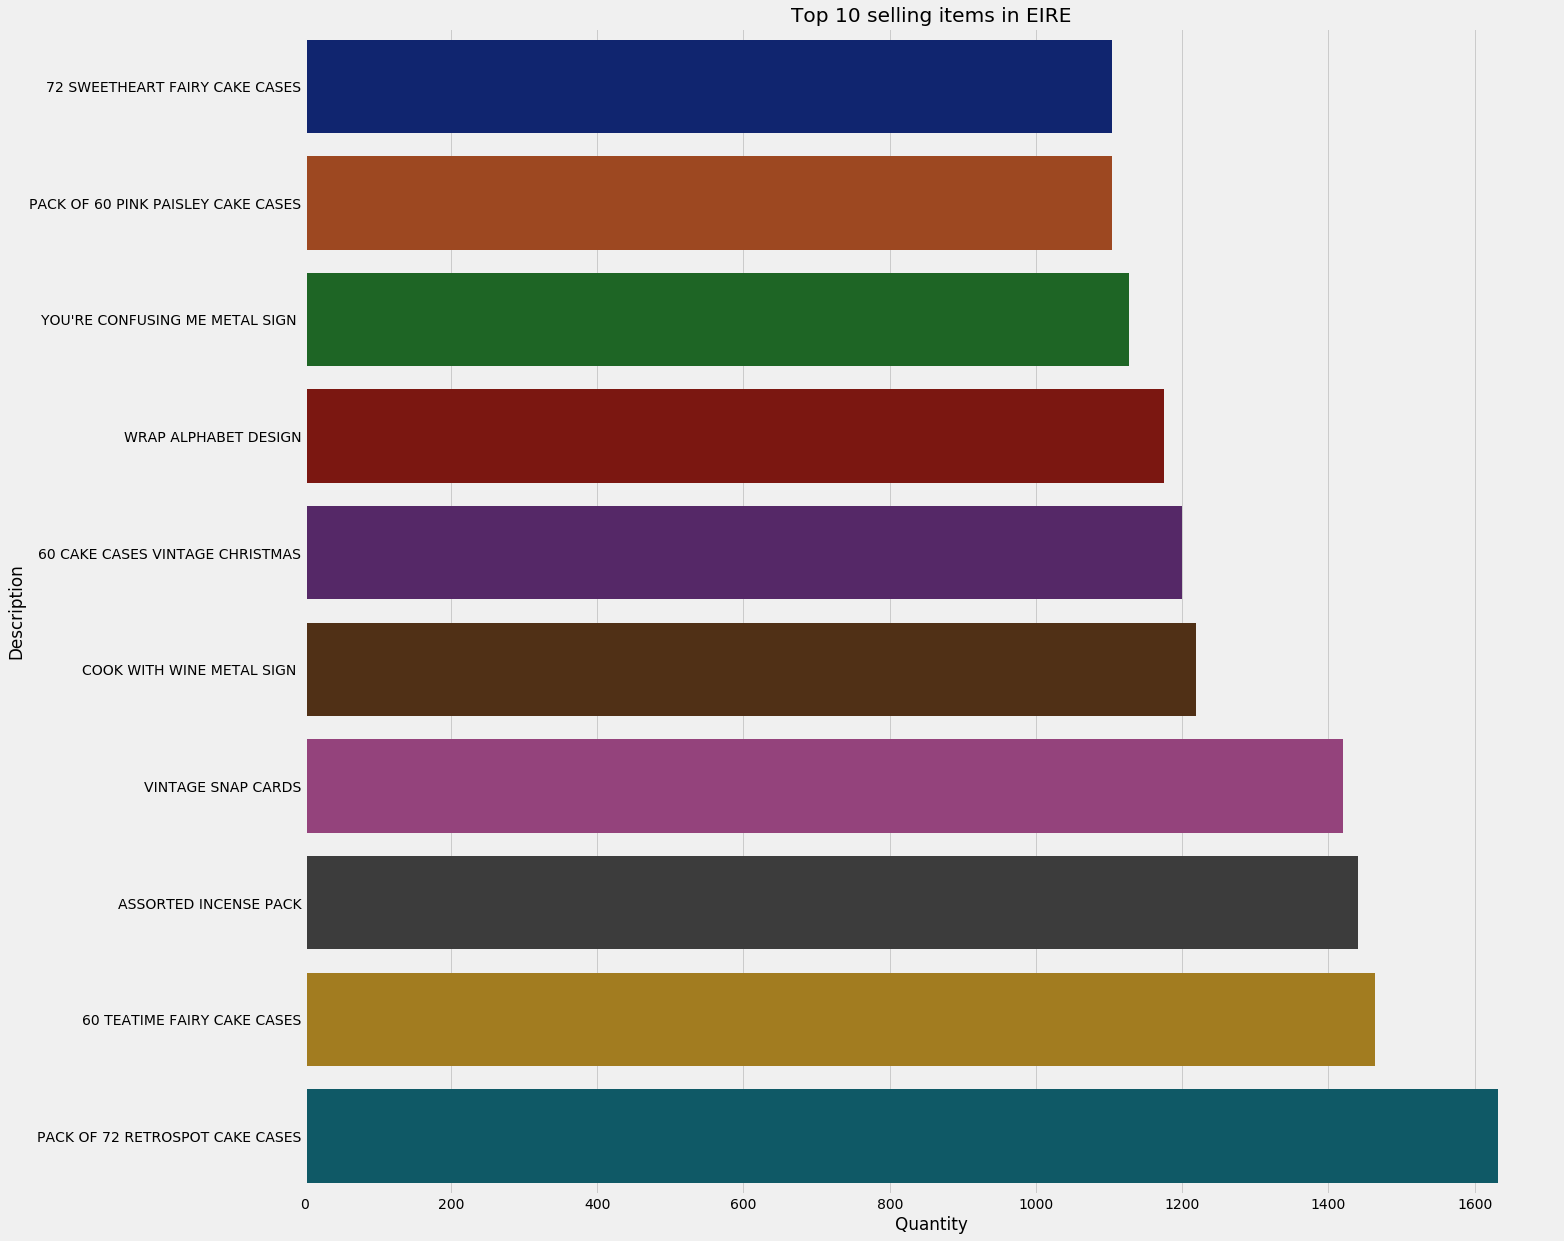 Top 10 selling items in EIRE
72 SWEETHEART FAIRY CAKE CASES
PACK OF 60 PINK PAISLEY CAKE CASES
YOU'RE CONFUSING ME METAL SIGN
WRAP ALPHABET DESIGN
60 CAKE CASES VINTAGE CHRISTMAS
Description
COOK WITH WINE METAL SIGN
VINTAGE SNAP CARDS
ASSORTED INCENSE PACK
60 TEATIME FAIRY CAKE CASES
PACK OF 72 RETROSPOT CAKE CASES
0 200 400 600 800 1000 1200 1400 1600
Quantity